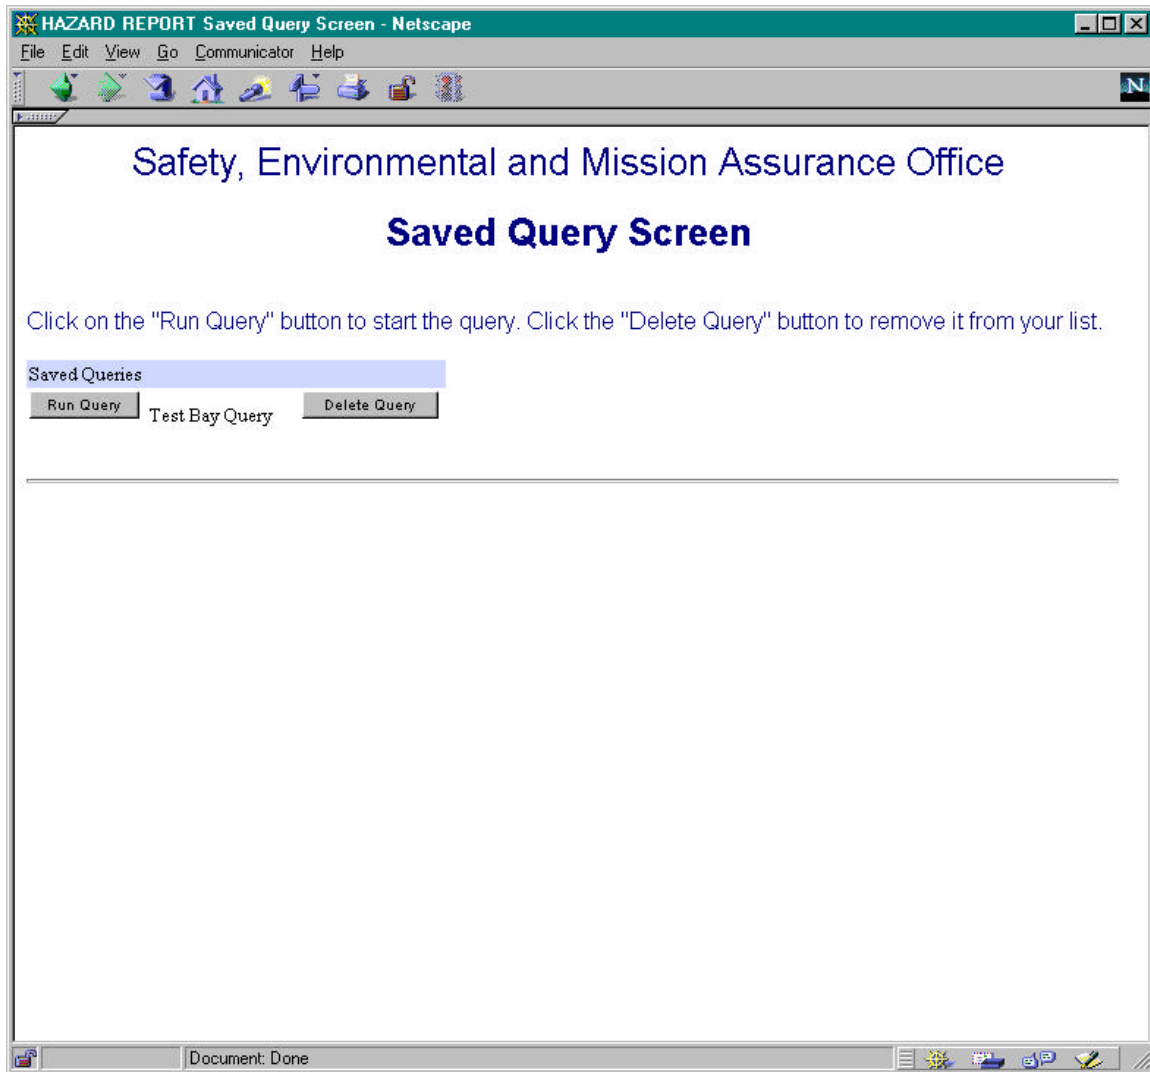 HAZARD REPORT Saved Query Screen - Netscape
File Edit View Go Communicator Help
N
Safety, Environmental and Mission Assurance Office
Saved Query Screen
Click on the "Run Query" button to start the query. Click the "Delete Query" button to remove it from your list.
Saved Queries
Run Query Test Bay Query Delete Query
Document: Done